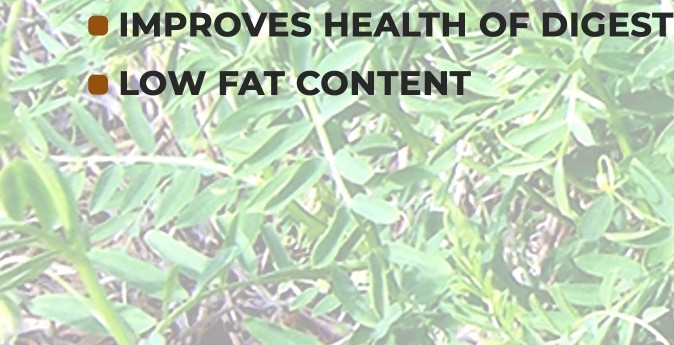 IMPROVES HEALTH OF DIGEST
LOW FAT CONTENT